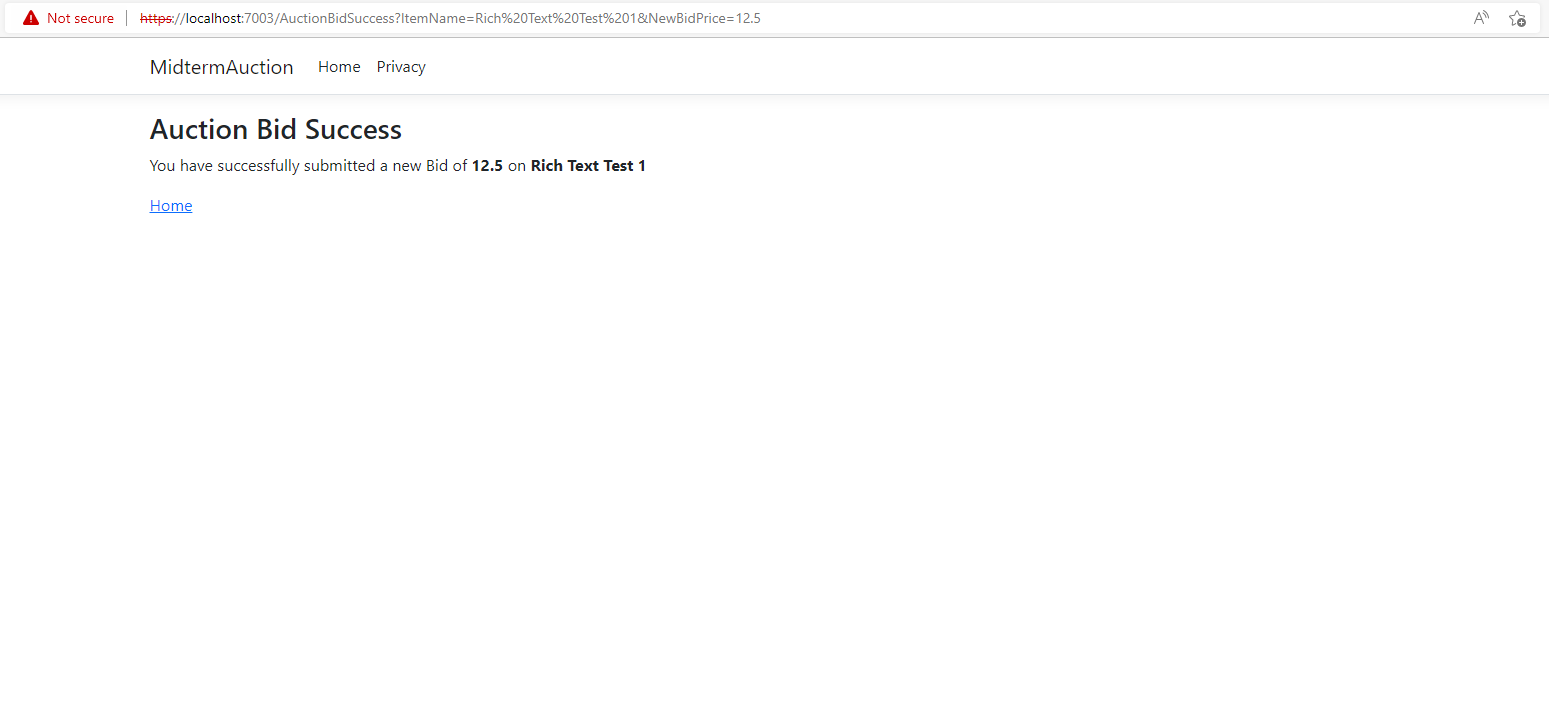 Not secure | https://localhost:7003/AuctionBidSuccess?ItemName=Rich%20Text%20Test%201&NewBidPrice=12.5 A
MidtermAuction Home Privacy
Auction Bid Success
You have successfully submitted a new Bid of 12.5 on Rich Text Test 1
Home